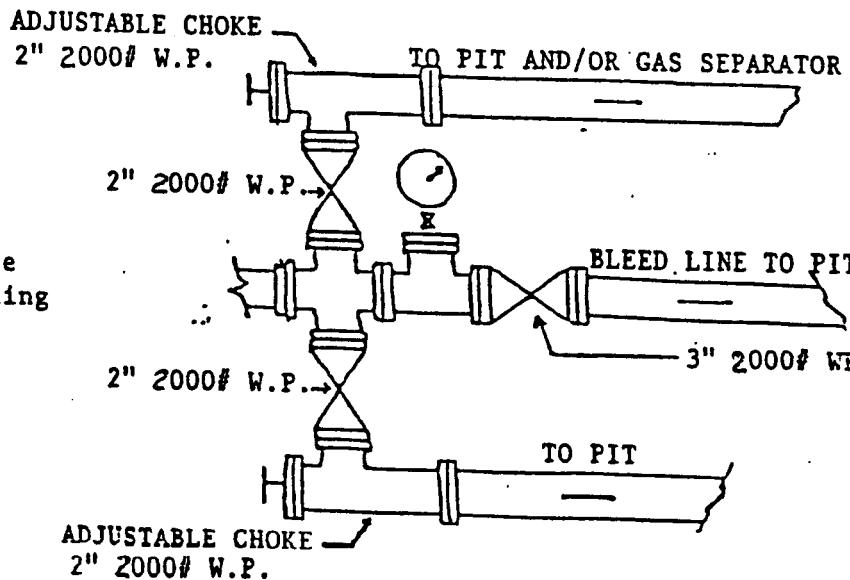 ADJUSTABLE CHOKE
2" 2000# W.P.
TO PIT AND/OR GAS SEPARATOR
2" 2000# W.P.
BLEED LINE TO PIT
3" 2000#
2" 2000# W.P.
TO PIT
ADJUSTABLE CHOKE
2" 2000# W.P.